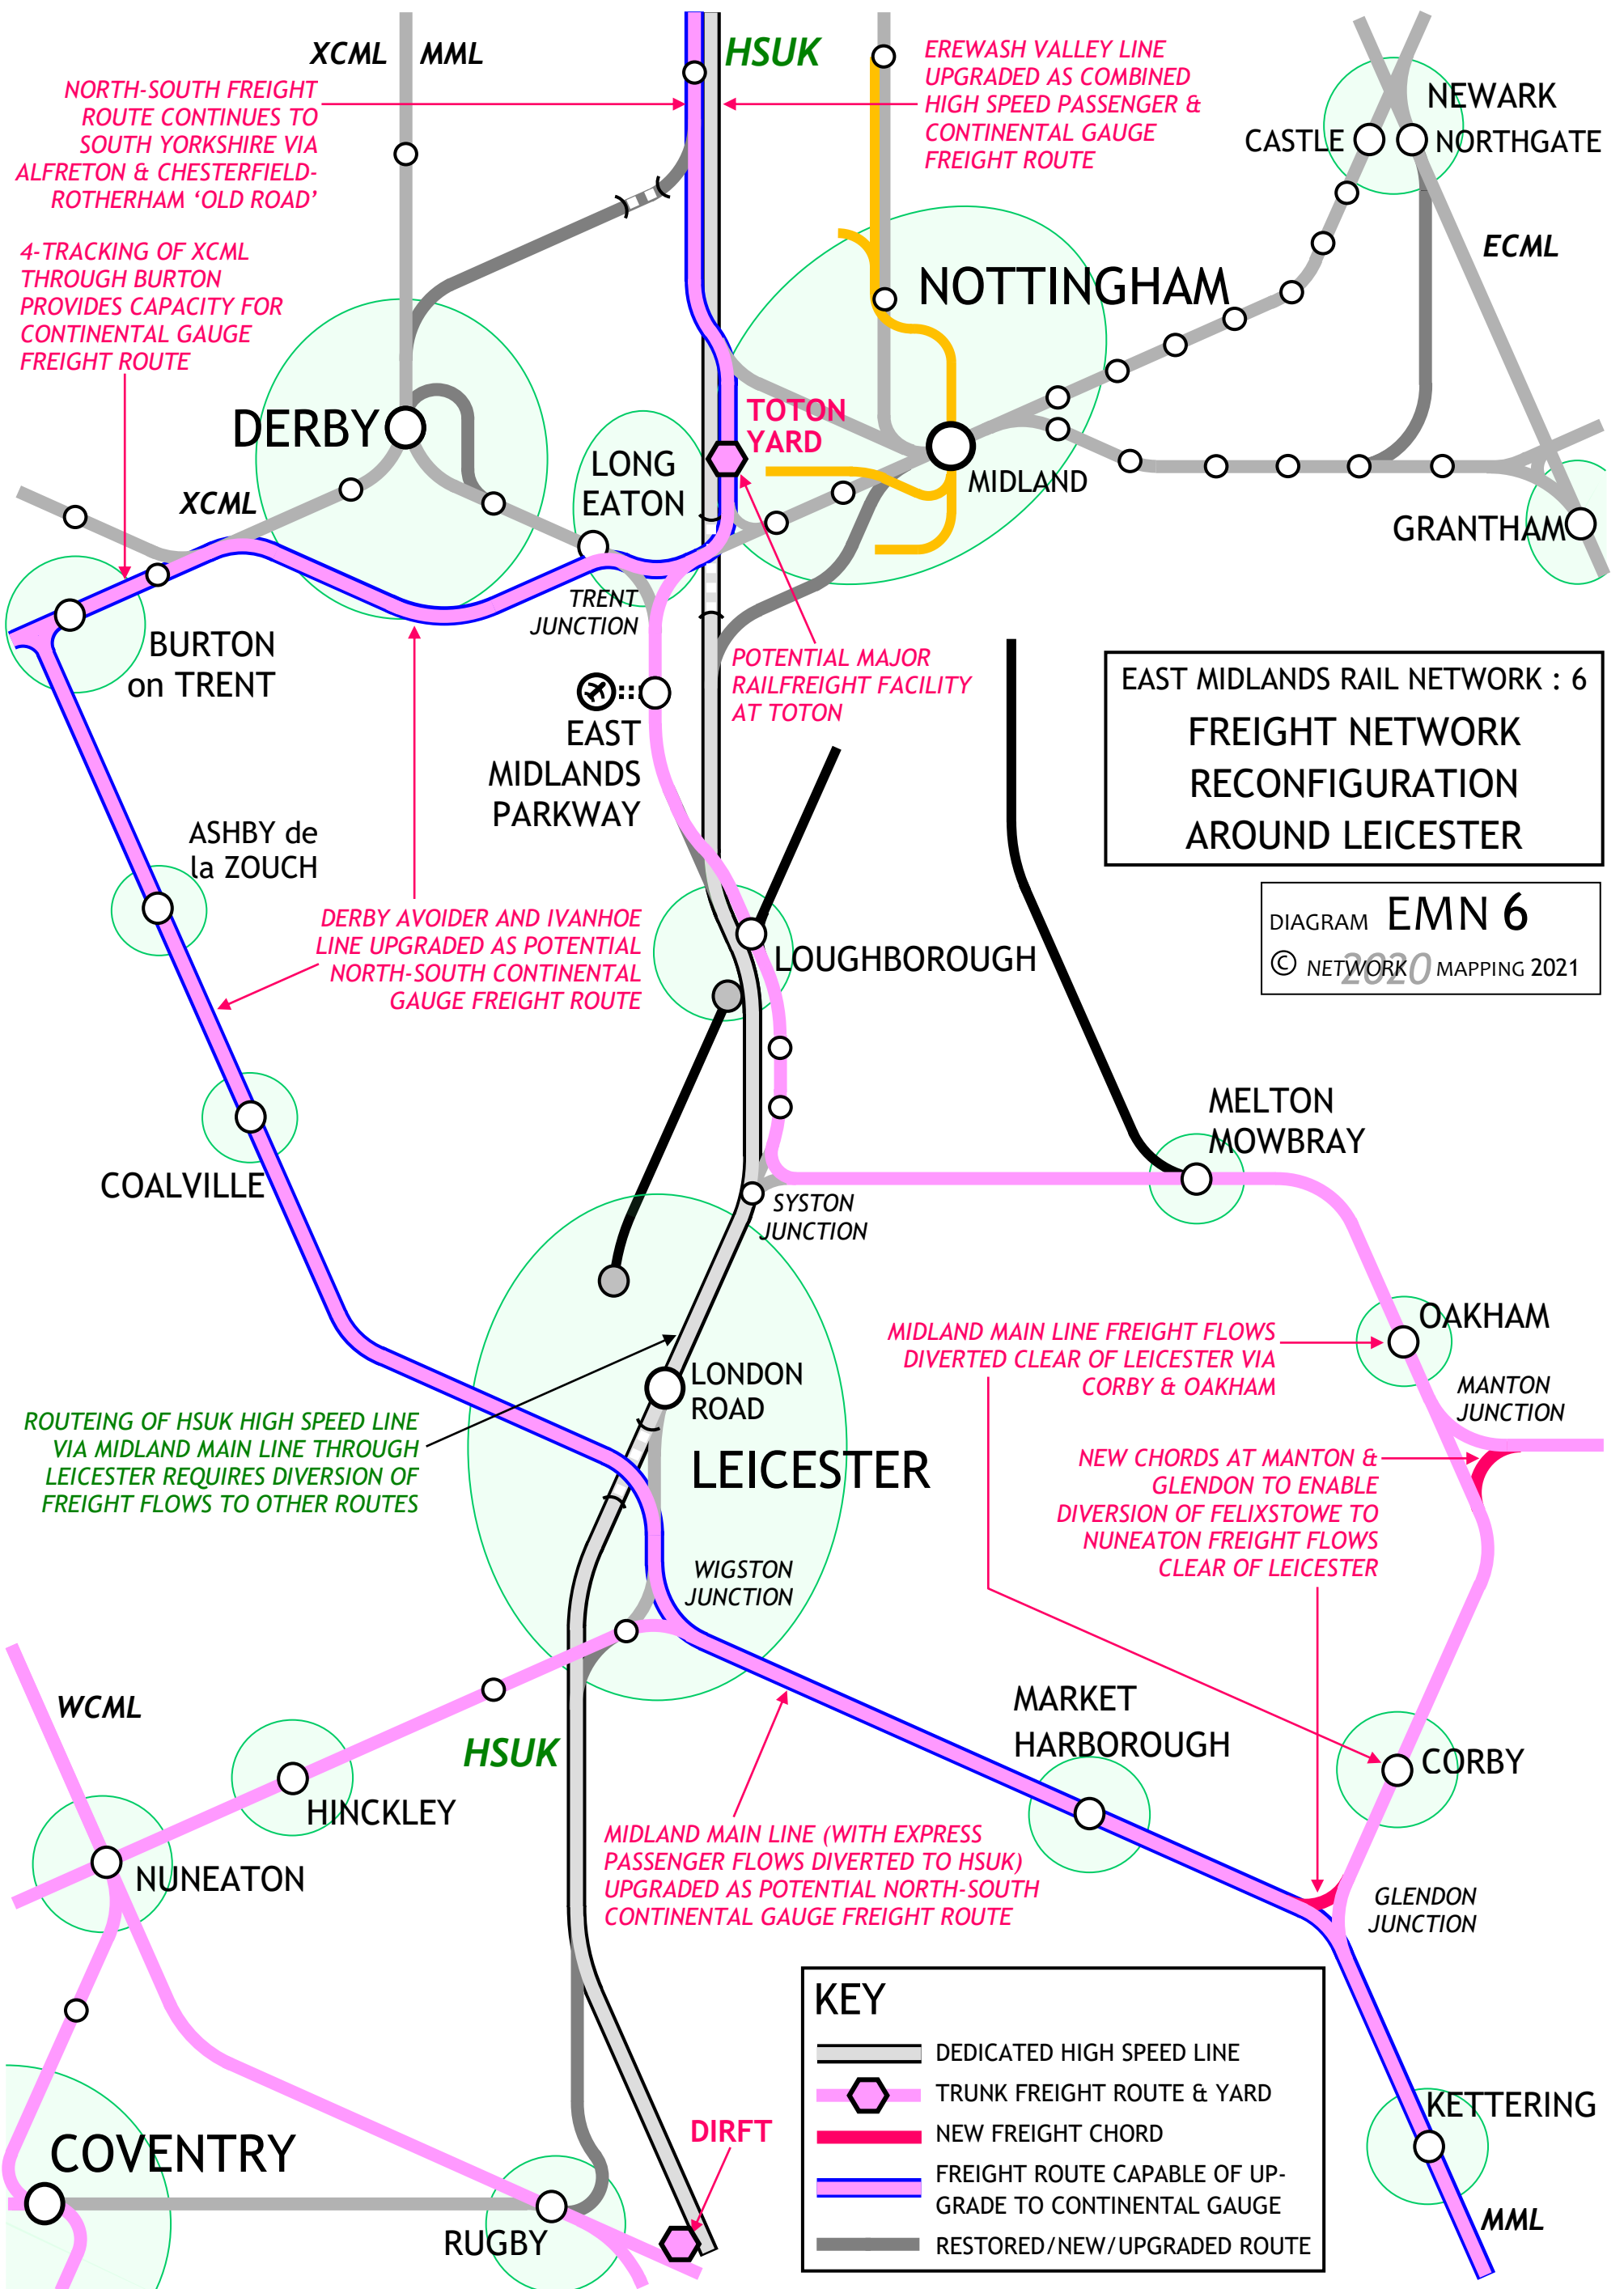 XCML
MML
HSUK
NORTH-SOUTH FREIGHT
ROUTE CONTINUES TO
SOUTH YORKSHIRE VIA
ALFRETON & CHESTERFIELD-
ROTHERHAM ‘OLD ROAD’
EREWASH VALLEY LINE
UPGRADED AS COMBINED
HIGH SPEED PASSENGER &
CONTINENTAL GAUGE
FREIGHT ROUTE
NEWARK
CASTLE
NORTHGATE
ECML
4-TRACKING OF XCML
THROUGH BURTON
PROVIDES CAPACITY FOR
CONTINENTAL GAUGE
FREIGHT ROUTE
NOTTINGHAM
DERBY
TOTON
YARD
LONG
EATON
MIDLAND
XCML
GRANTHAM
TRENT
JUNCTION
BURTON
on TRENT
POTENTIAL MAJOR
RAILFREIGHT FACILITY
AT TOTON
EAST
MIDLANDS
PARKWAY
EAST MIDLANDS RAIL NETWORK : 6
FREIGHT NETWORK
RECONFIGURATION
AROUND LEICESTER
DIAGRAM EMN 6
© NETWORK 2020 MAPPING 2021
ASHBY de
la ZOUCH
DERBY AVOIDER AND IVANHOE
LINE UPGRADED AS POTENTIAL
NORTH-SOUTH CONTINENTAL
GAUGE FREIGHT ROUTE
LOUGHBOROUGH
COALVILLE
MELTON
MOWBRAY
SYSTON
JUNCTION
OAKHAM
MIDLAND MAIN LINE FREIGHT FLOWS
DIVERTED CLEAR OF LEICESTER VIA
CORBY & OAKHAM
LONDON
ROAD
MANTON
JUNCTION
ROUTEING OF HSUK HIGH SPEED LINE
VIA MIDLAND MAIN LINE THROUGH
LEICESTER REQUIRES DIVERSION OF
FREIGHT FLOWS TO OTHER ROUTES
LEICESTER
NEW CHORDS AT MANTON &
GLENDON TO ENABLE
DIVERSION OF FELIXSTOWE TO
NUNEATON FREIGHT FLOWS
CLEAR OF LEICESTER
WIGSTON
JUNCTION
WCML
HSUK
MARKET
HARBOROUGH
CORBY
HINCKLEY
NUNEATON
MIDLAND MAIN LINE (WITH EXPRESS
PASSENGER FLOWS DIVERTED TO HSUK)
UPGRADED AS POTENTIAL NORTH-SOUTH
CONTINENTAL GAUGE FREIGHT ROUTE
GLENDON
JUNCTION
KEY
DEDICATED HIGH SPEED LINE
TRUNK FREIGHT ROUTE & YARD
NEW FREIGHT CHORD
FREIGHT ROUTE CAPABLE OF UP-
GRADE TO CONTINENTAL GAUGE
RESTORED/NEW/UPGRADED ROUTE
KETTERING
MML
COVENTRY
DIRFT
RUGBY